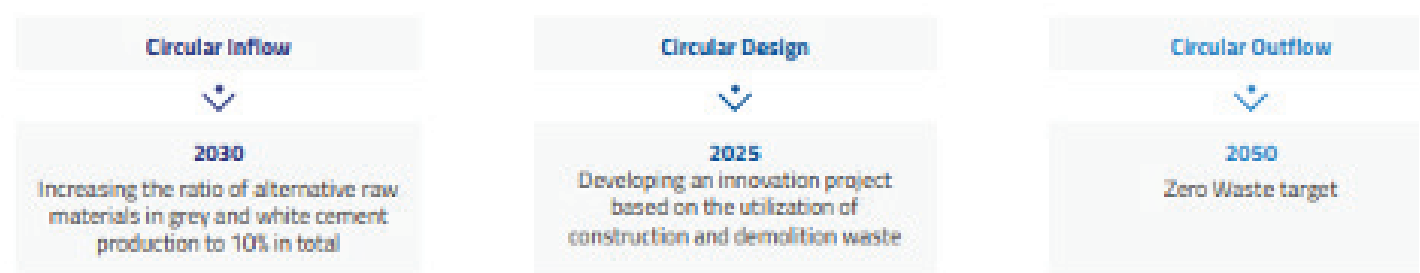 Circular Inflow
2030
Increasing the ratio of alternative raw
materials in grey and white cement
production to 10% in total
Circular Design
2025
Developing an innovation project
based on the utilization of
construction and demolition waste
Circular Outflow
2050
Zero Waste target